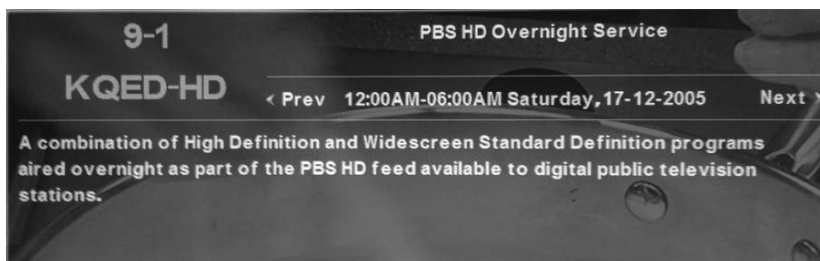 9-1
PBS HD Overnight Service
KQED-HD
< Prev 12:00AM-06:00AM Saturday,17-12-2005 Next >
A combination of High Definition and Widescreen Standard Definition programs
aired overnight as part of the PBS HD feed available to digital public television
stations.